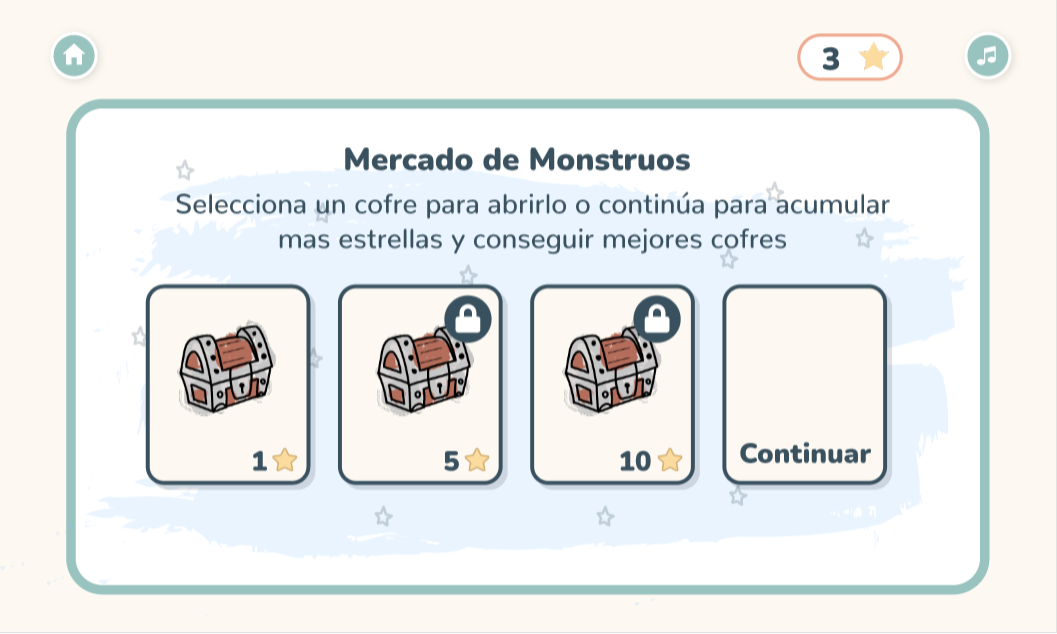 3
Mercado de Monstruos
Selecciona un cofre para abrirlo o continúa para acumular
mas estrellas y conseguir mejores cofres
1
5
10
Continuar